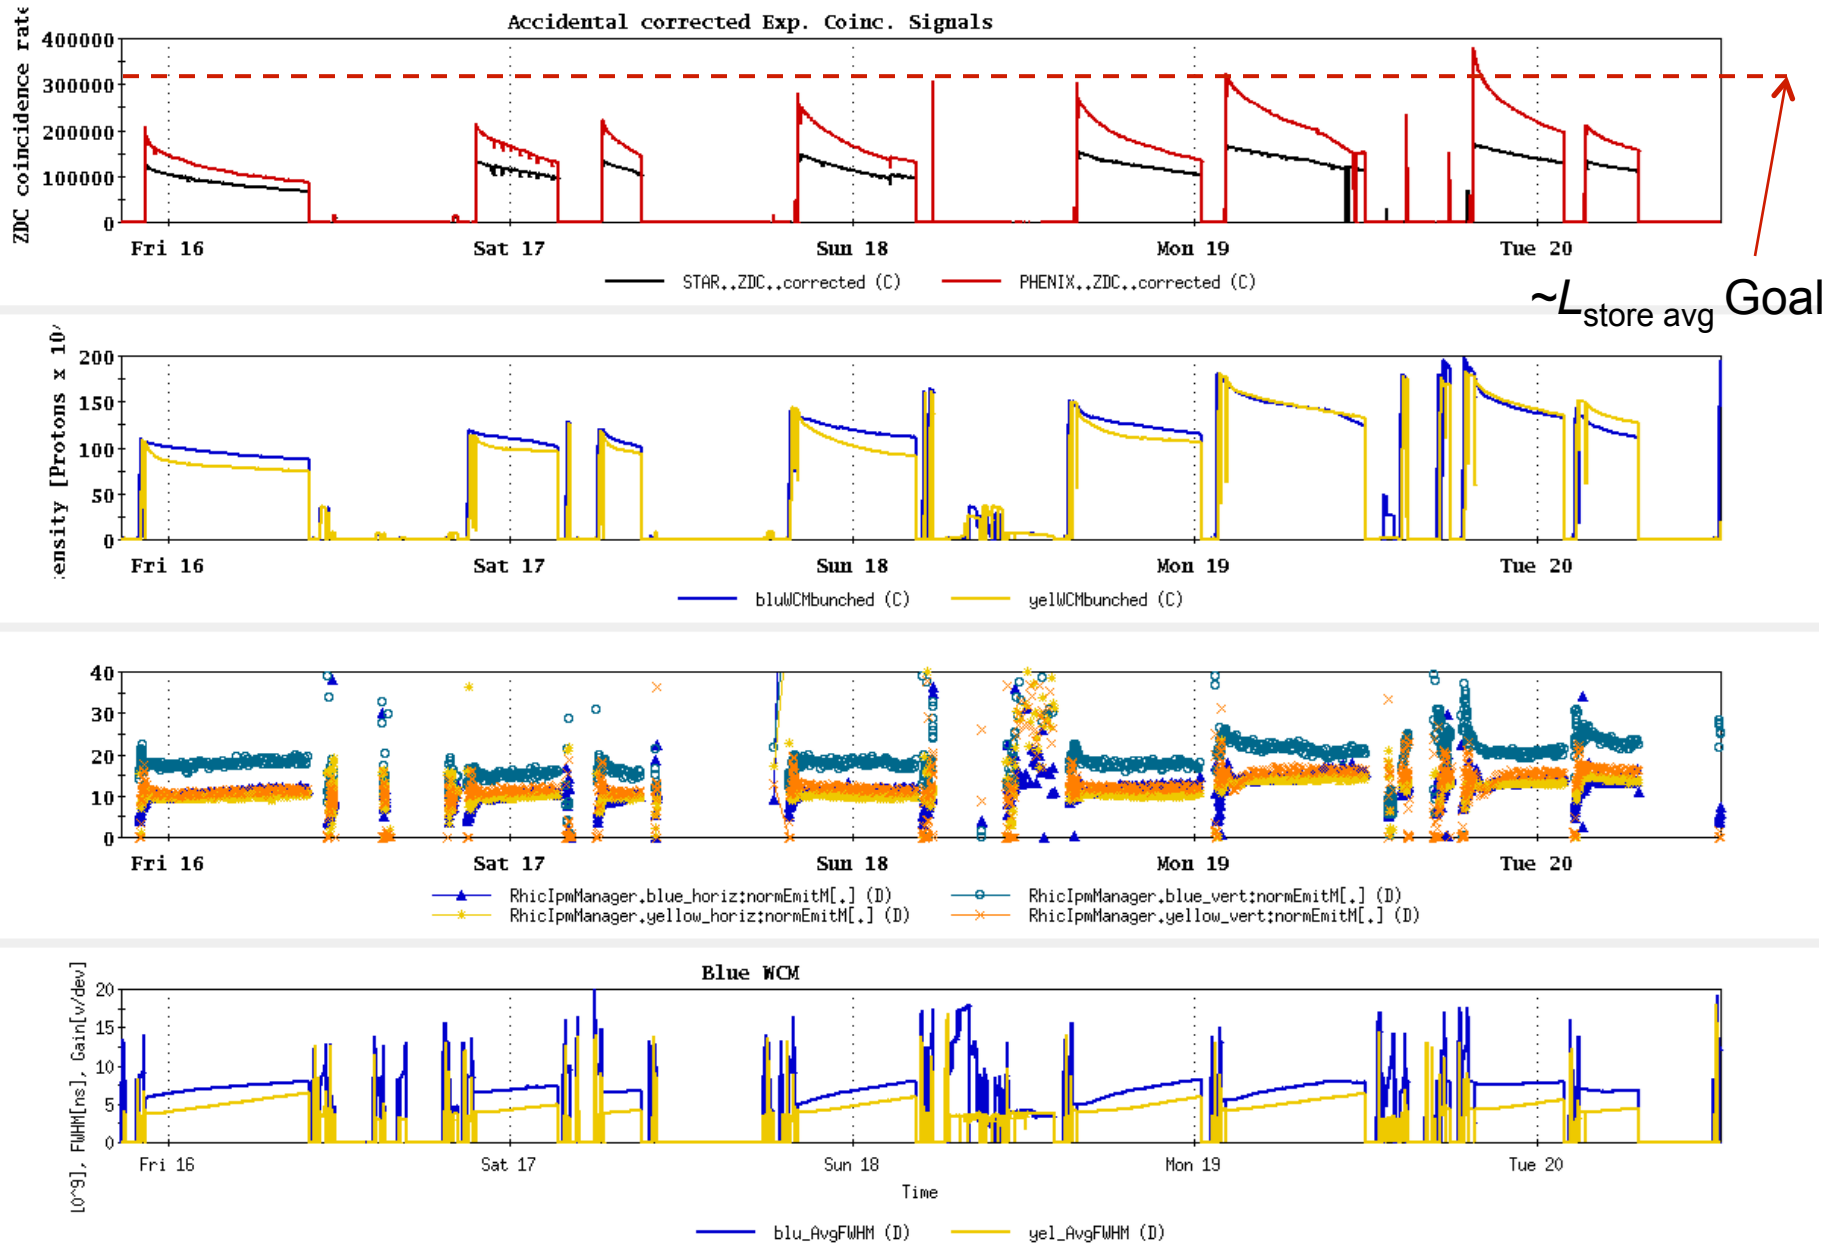 Accidental corrected Exp. Coinc. Signals
ZDC coincidence rate
400000
300000
200000
100000
0
Fri 16 Sat 17 Sun 18 Mon 19 Tue 20
STAR..ZDC..corrected (C) PHENIX..ZDC..corrected (C)
~Lstore avg Goal
[Protons x 10
200
150
100
50
0
Fri 16 Sat 17 Sun 18 Mon 19 Tue 20
bluWCMbunched (C) yelWCMbunched (C)
40
30
20
10
0
Fri 16 Sat 17 Sun 18 Mon 19 Tue 20
RhicIpmManager.blue_horiz:normEmitM[.] (D) RhicIpmManager.blue_vert:normEmitM[.] (D)
RhicIpmManager.yellow_horiz:normEmitM[.] (D) RhicIpmManager.yellow_vert:normEmitM[.] (D)
Blue WCM
10^9], FWHM[ns], Gain[v/dev]
20
15
10
5
0
Fri 16 Sat 17 Sun 18 Mon 19 Tue 20
Time
blu_AvgFWHM (D) yel_AvgFWHM (D)